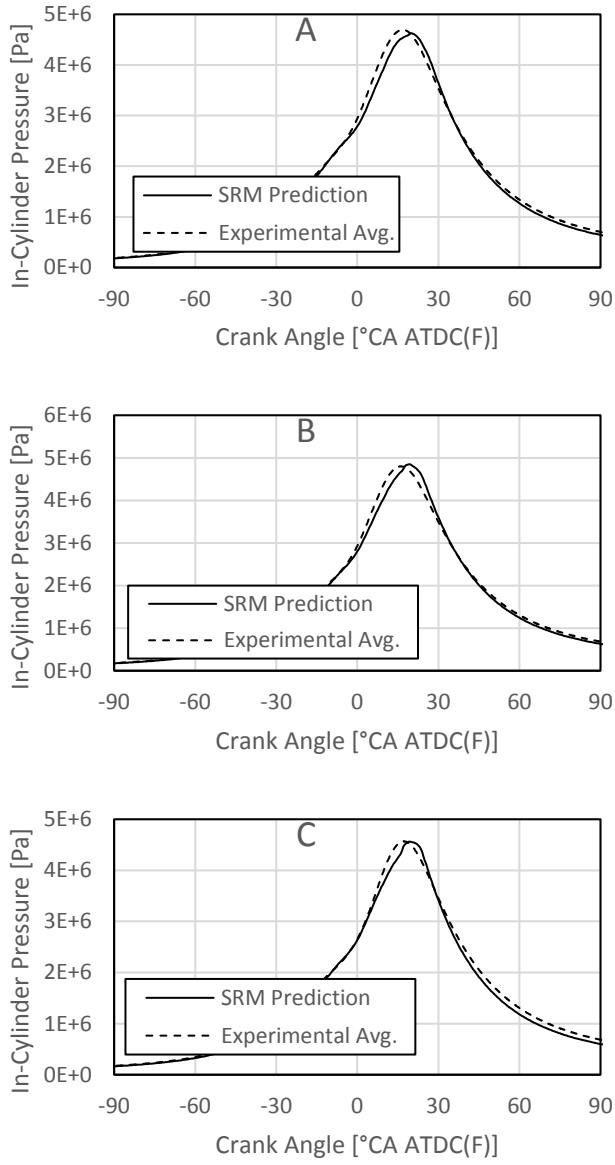 A
In-Cylinder Pressure [Pa]
5E+6
4E+6
3E+6
2E+6
1E+6
0E+0
SRM Prediction
Experimental Avg.
-90 -60 -30 0 30 60 90
Crank Angle [°CA ATDC(F)]
B
In-Cylinder Pressure [Pa]
6E+6
5E+6
4E+6
3E+6
2E+6
1E+6
0E+0
SRM Prediction
Experimental Avg.
-90 -60 -30 0 30 60 90
Crank Angle [°CA ATDC(F)]
C
In-Cylinder Pressure [Pa]
5E+6
4E+6
3E+6
2E+6
1E+6
0E+0
SRM Prediction
Experimental Avg.
-90 -60 -30 0 30 60 90
Crank Angle [°CA ATDC(F)]